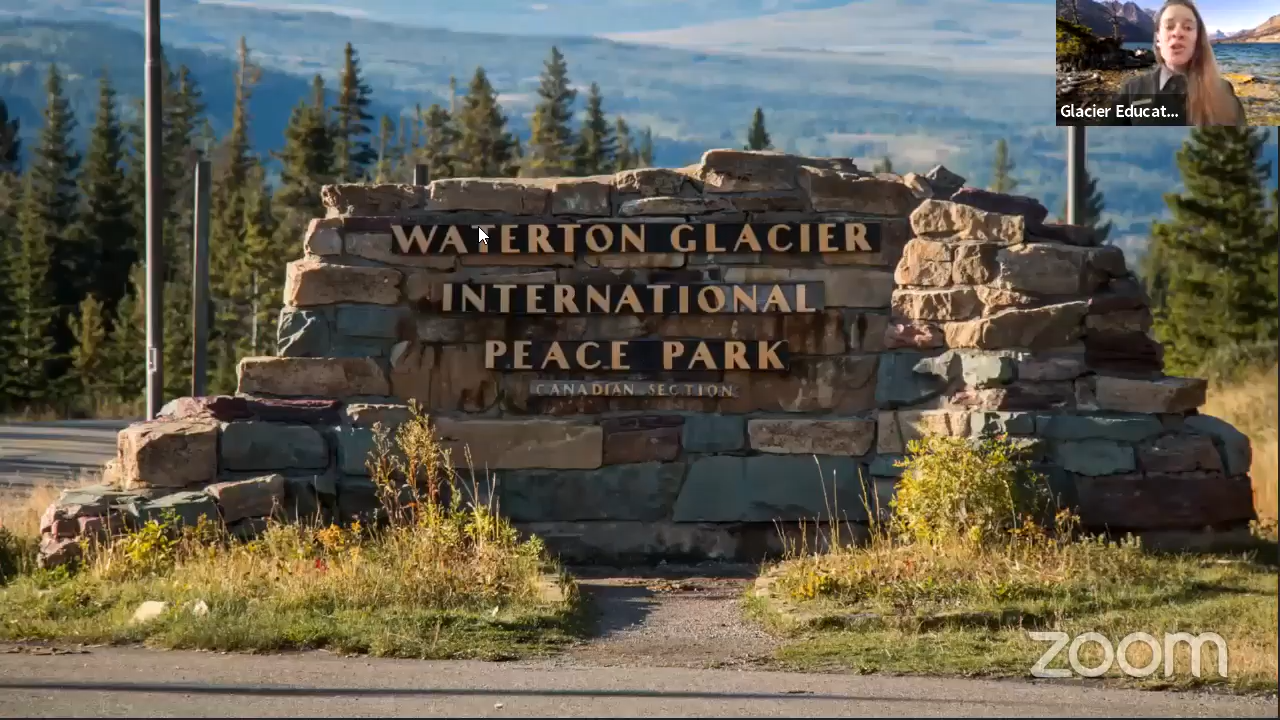 Glacier Educat...
WATERTON GLACIER
INTERNATIONAL
PEACE PARK
CANADIAN SECTION
zoom